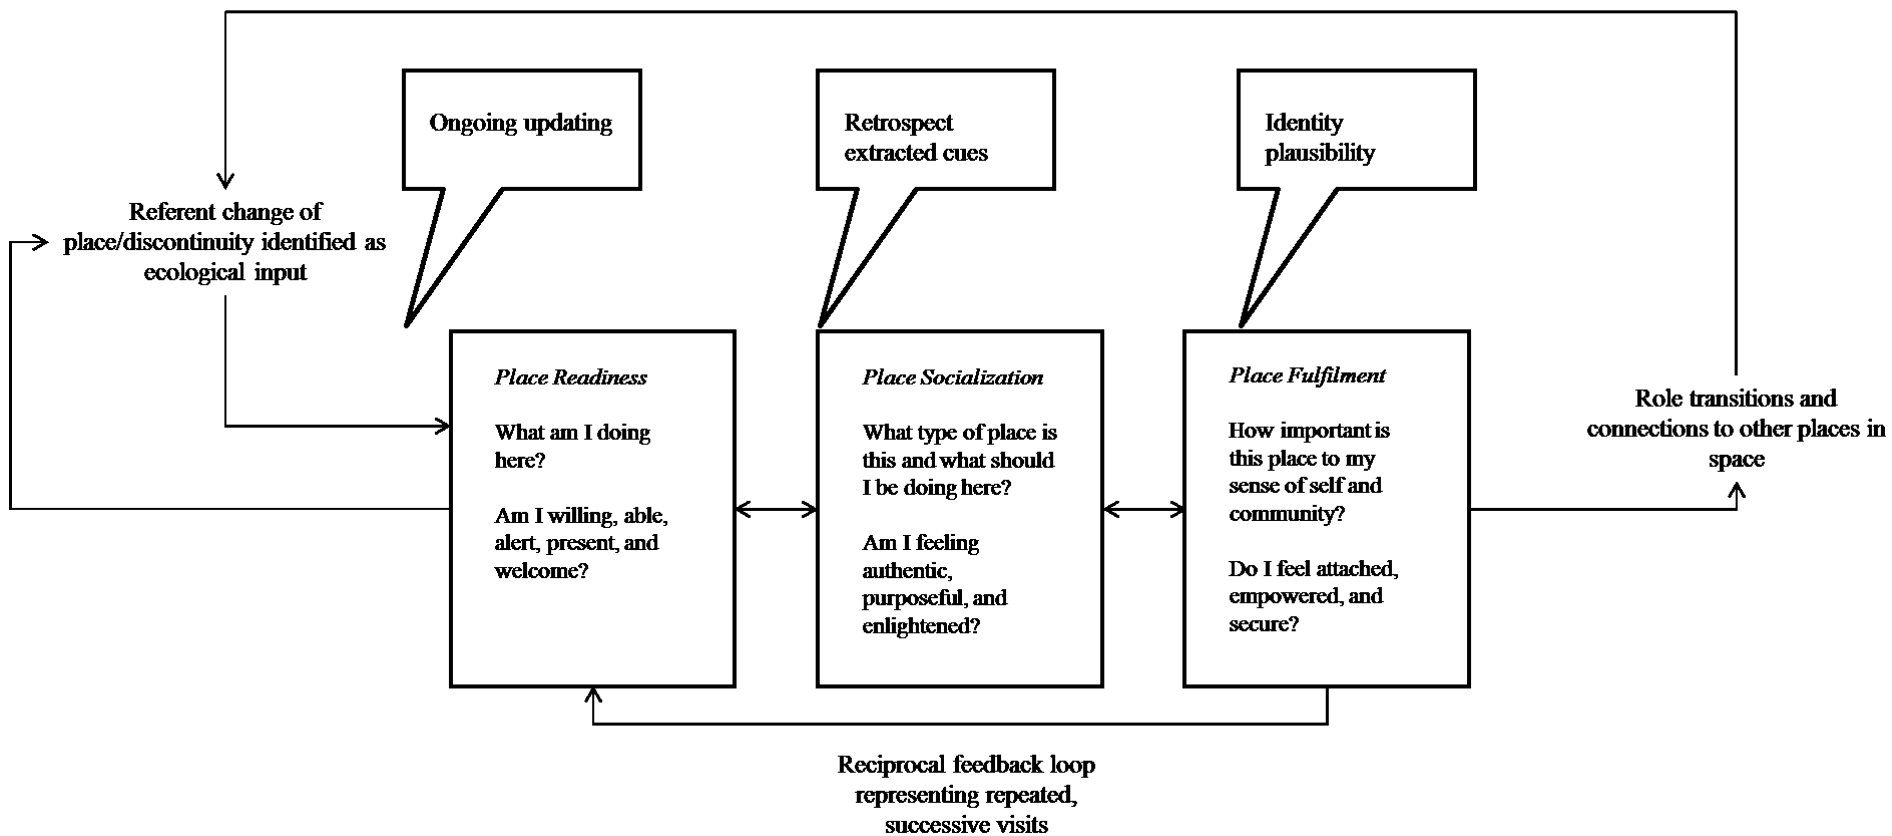 Ongoing updating
Retrospect
extracted cues
Identity
plausibility
Referent change of
place/discontinuity identified as
ecological input
Place Readiness
What am I doing
here?
Am I willing, able,
alert, present, and
welcome?
Place Socialization
What type of place is
this and what should
I be doing here?
Am I feeling
authentic,
purposeful, and
enlightened?
Place Fulfilment
How important is
this place to my
sense of self and
community?
Do I feel attached,
empowered, and
secure?
Role transitions and
connections to other places in
space
Reciprocal feedback loop
representing repeated,
successive visits